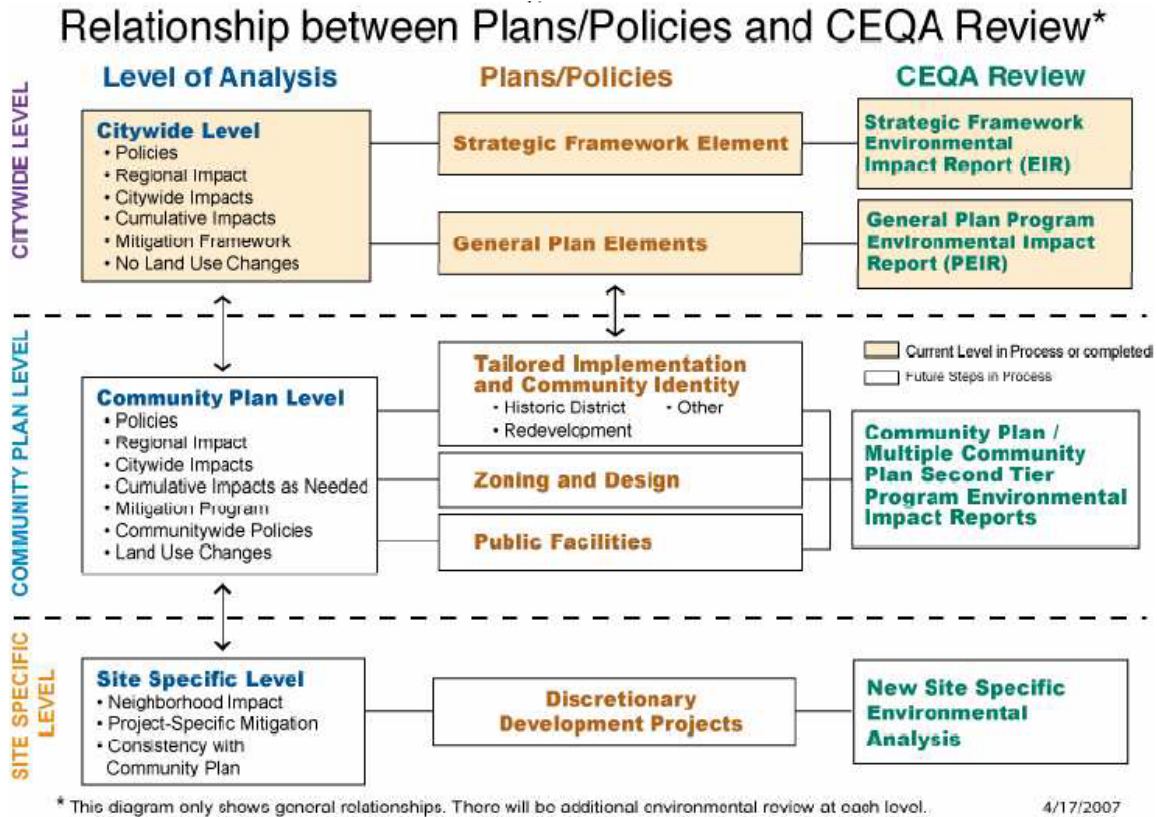 Relationship between Plans/Policies and CEQA Review*
Level of Analysis
Plans/Policies
CEQA Review
CITYWIDE LEVEL
Citywide Level
• Policies
• Regional Impact
• Citywide Impacts
• Cumulative Impacts
• Mitigation Framework
• No Land Use Changes
Strategic Framework Element
General Plan Elements
Strategic Framework
Environmental
Impact Report (EIR)
General Plan Program
Environmental Impact
Report (PEIR)
COMMUNITY PLAN LEVEL
Community Plan Level
• Policies
• Regional Impact
• Citywide Impacts
• Cumulative Impacts as Needed
• Mitigation Program
• Communitywide Policies
• Land Use Changes
Tailored Implementation
and Community Identity
• Historic District • Other
• Redevelopment
Zoning and Design
Public Facilities
Current Level in Process or completed
Future Steps in Process
Community Plan /
Multiple Community
Plan Second Tier
Program Environmental
Impact Reports
SITE SPECIFIC
LEVEL
Site Specific Level
• Neighborhood Impact
• Project-Specific Mitigation
• Consistency with
Community Plan
Discretionary
Development Projects
New Site Specific
Environmental
Analysis
* This diagram only shows general relationships. There will be additional environmental review at each level.
4/17/2007